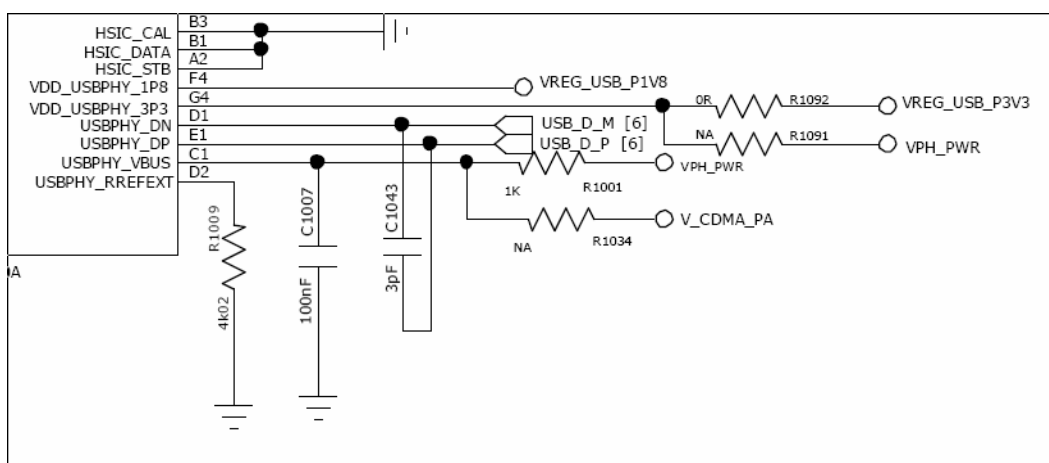 HSIC_CAL B3
HSIC_DATA B1
HSIC_STB A2
VDD_USBPHY_1P8 F4 VREG_USB_P1V8
VDD_USBPHY_3P3 G4 0R R1092 VREG_USB_P3V3
USBPHY_DN D1 USB_D_M [6]
NA R1091 VPH_PWR
USBPHY_DP E1 USB_D_P [6]
USBPHY_VBUS C1 VPH_PWR
1K R1001
USBPHY_RREFEXT D2
V_CDMA_PA
NA R1034
R1009
4k02
C1007
100nF
C1043
3pF